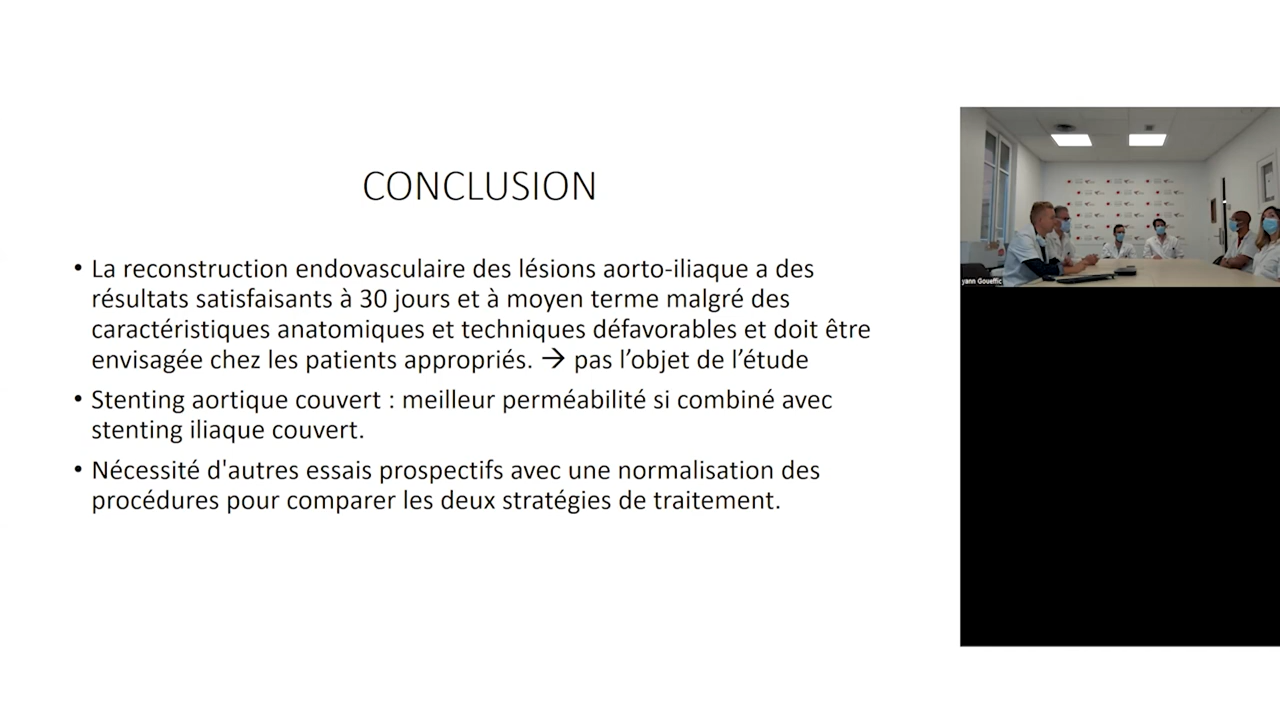 CONCLUSION
• La reconstruction endovasculaire des lésions aorto-iliaque a des
résultats satisfaisants à 30 jours et à moyen terme malgré des
caractéristiques anatomiques et techniques défavorables et doit être
envisagée chez les patients appropriés. → pas l’objet de l’étude
• Stenting aortique couvert : meilleur perméabilité si combiné avec
stenting iliaque couvert.
• Nécessité d'autres essais prospectifs avec une normalisation des
procédures pour comparer les deux stratégies de traitement.
yann Goueffic